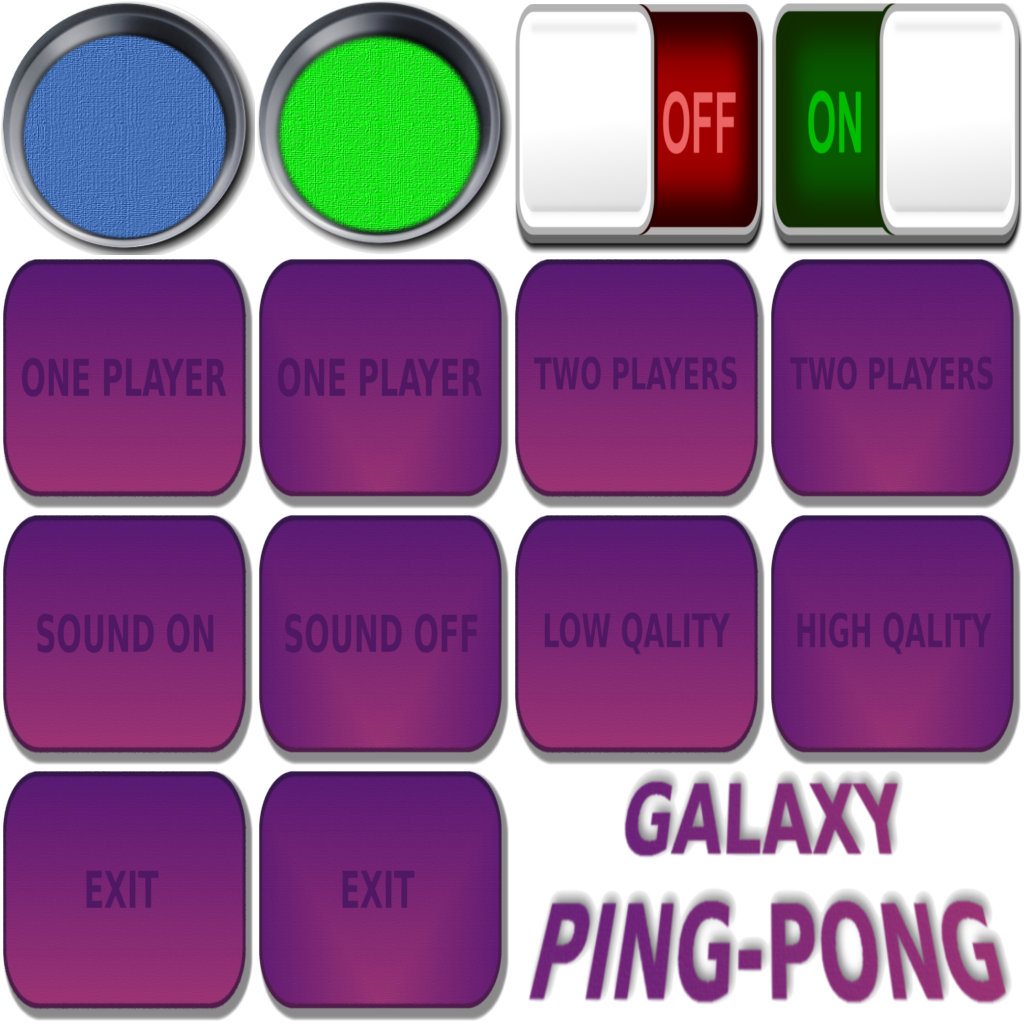 OFF
ON
ONE PLAYER
ONE PLAYER
TWO PLAYERS
TWO PLAYERS
SOUND ON
SOUND OFF
LOW QALITY
HIGH QALITY
EXIT
EXIT
GALAXY
PING-PONG